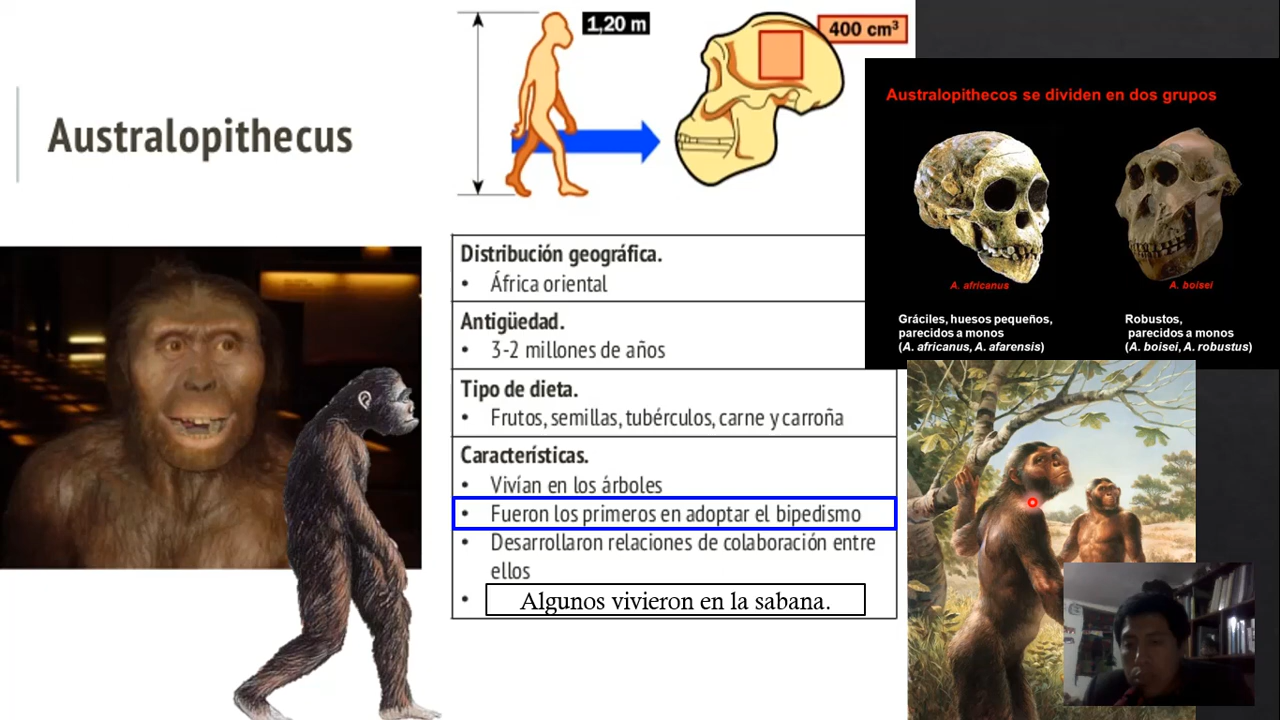 Australopithecus
1,20 m
400 cm³
Distribución geográfica.
• África oriental
Antigüedad.
• 3-2 millones de años
Tipo de dieta.
• Frutos, semillas, tubérculos, carne y carroña
Características.
• Vivían en los árboles
• Fueron los primeros en adoptar el bipedismo
• Desarrollaron relaciones de colaboración entre
ellos
• Algunos vivieron en la sabana.
Australopithecos se dividen en dos grupos
A. africanus
A. boisei
Gráciles, huesos pequeños,
parecidos a monos
(A. africanus, A. afarensis)
Robustos,
parecidos a monos
(A. boisei, A. robustus)